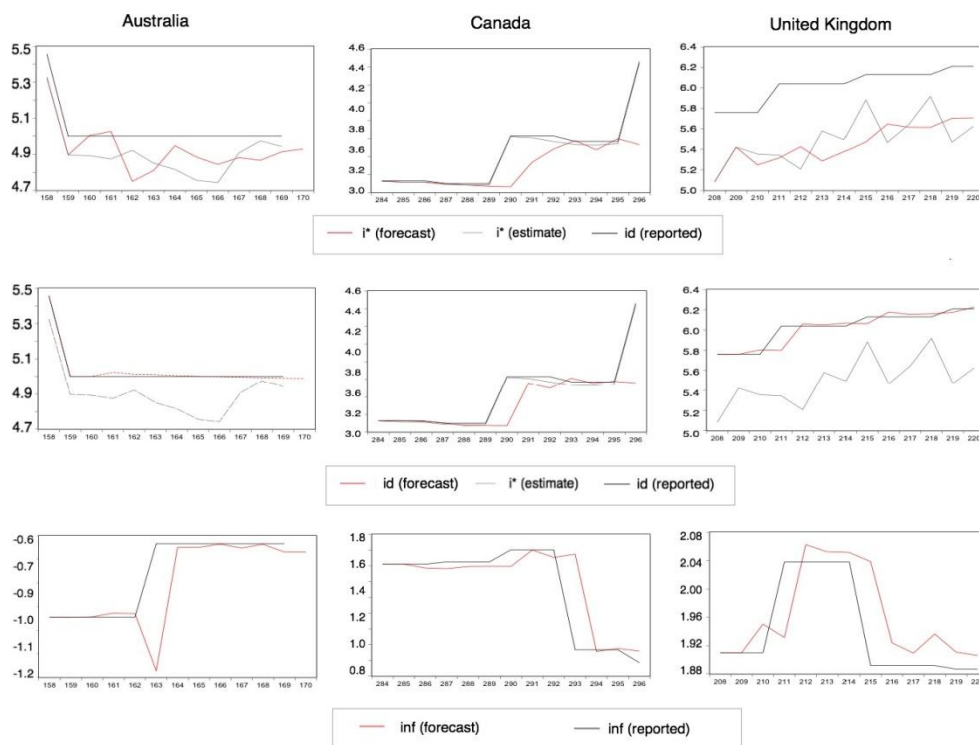 Australia Canada United Kingdom
5.5 5.3 5.1 4.9 4.7
158 159 160 161 162 163 164 165 166 167 168 169 170
4.6 4.4 4.2 3.8 3.6 3.2 3.0
284 285 286 287 288 289 290 291 292 293 294 295 296
6.4 6.2 6.0 5.8 5.6 5.4 5.2 5.0
208 209 210 211 212 213 214 215 216 217 218 219 220
i* (forecast) i* (estimate) id (reported)
5.5 5.3 5.1 4.9 4.7
158 159 160 161 162 163 164 165 166 167 168 169 170
4.6 4.4 4.2 3.8 3.6 3.2 3.0
284 285 286 287 288 289 290 291 292 293 294 295 296
6.4 6.2 6.0 5.8 5.6 5.4 5.2 5.0
208 209 210 211 212 213 214 215 216 217 218 219 220
id (forecast) i* (estimate) id (reported)
-0.6 -0.7 -0.9 -1.0 -1.1 -1.2
158 159 160 161 162 163 164 165 166 167 168 169 170
1.8 1.6 1.4 1.2 1.0 0.8
284 285 286 287 288 289 290 291 292 293 294 295 296
2.08 2.04 2.00 1.96 1.92 1.88
208 209 210 211 212 213 214 215 216 217 218 219 22
inf (forecast) inf (reported)